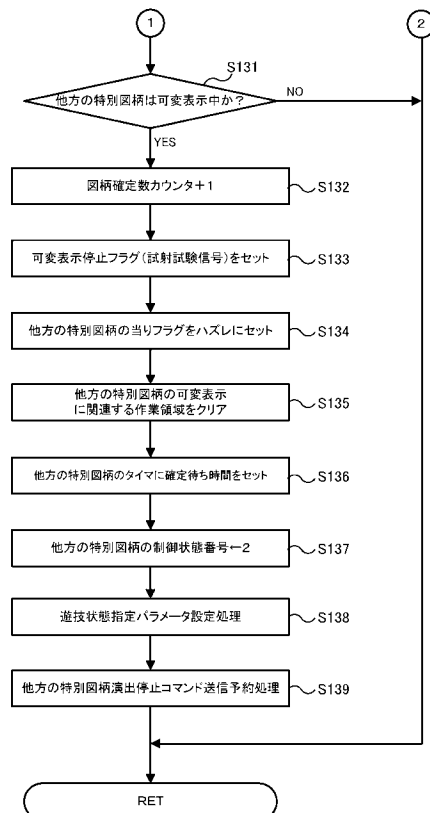 1
2
S131
他方の特別図柄は可変表示中か?
NO
YES
図柄確定数カウンタ+1
S132
可変表示停止フラグ(試射試験信号)をセット
S133
他方の特別図柄の当りフラグをハズレにセット
S134
他方の特別図柄の可変表示
に関連する作業領域をクリア
S135
他方の特別図柄のタイマに確定待ち時間をセット
S136
他方の特別図柄の制御状態番号←2
S137
遊技状態指定パラメータ設定処理
S138
他方の特別図柄演出停止コマンド送信予約処理
S139
RET